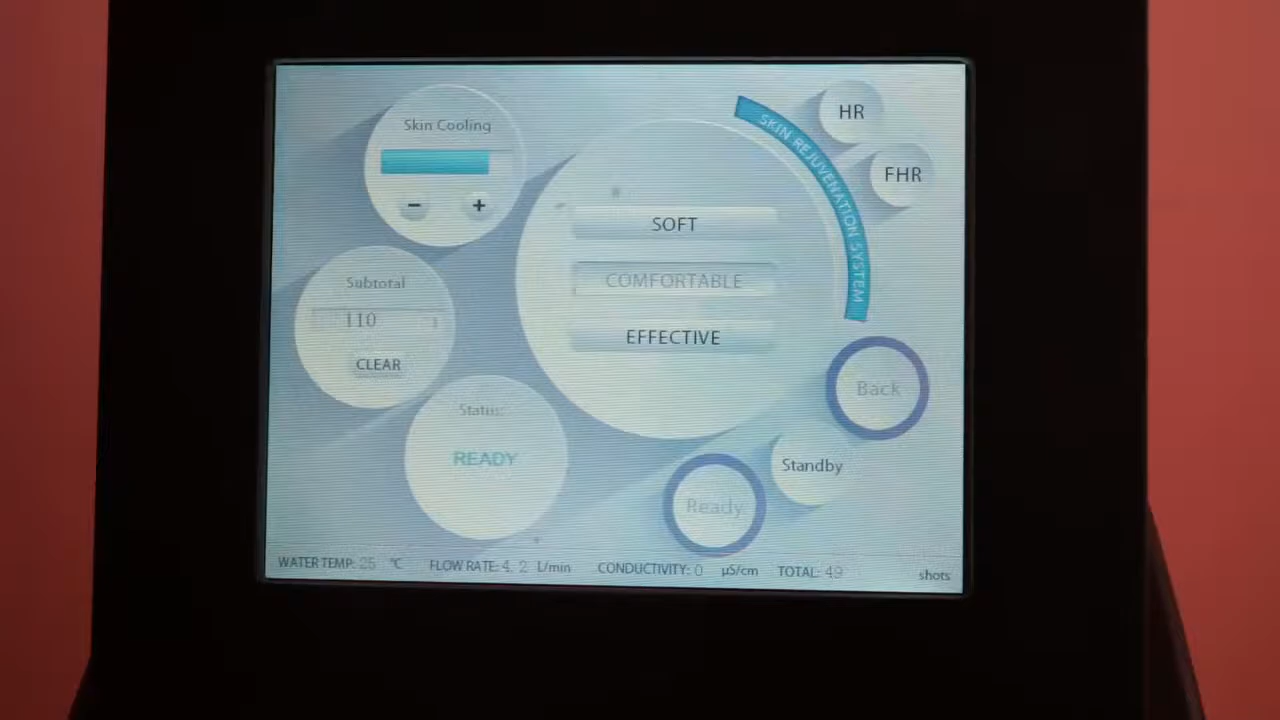 Skin Cooling
− +
Subtotal
110
CLEAR
Status:
READY
SOFT
COMFORTABLE
EFFECTIVE
SKIN REJUVENATION SYSTEM
HR
FHR
Back
Standby
Ready
WATER TEMP: 25 °C FLOW RATE: 4. 2 L/min CONDUCTIVITY: 0 µS/cm TOTAL: 49 shots